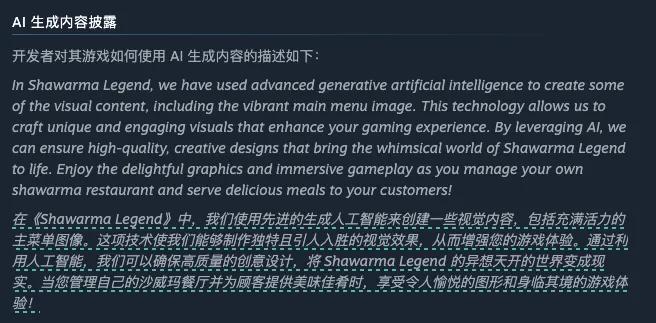 AI 生成内容披露
开发者对其游戏如何使用 AI 生成内容的描述如下：
In Shawarma Legend, we have used advanced generative artificial intelligence to create some
of the visual content, including the vibrant main menu image. This technology allows us to
craft unique and engaging visuals that enhance your gaming experience. By leveraging AI, we
can ensure high-quality, creative designs that bring the whimsical world of Shawarma Legend
to life. Enjoy the delightful graphics and immersive gameplay as you manage your own
shawarma restaurant and serve delicious meals to your customers!
在《Shawarma Legend》中，我们使用先进的生成人工智能来创建一些视觉内容，包括充满活力的
主菜单图像。这项技术使我们能够制作独特且引人入胜的视觉效果，从而增强您的游戏体验。通过利
用人工智能，我们可以确保高质量的创意设计，将 Shawarma Legend 的异想天开的世界变成现
实。当您管理自己的沙威玛餐厅并为顾客提供美味佳肴时，享受令人愉悦的图形和身临其境的游戏体
验！